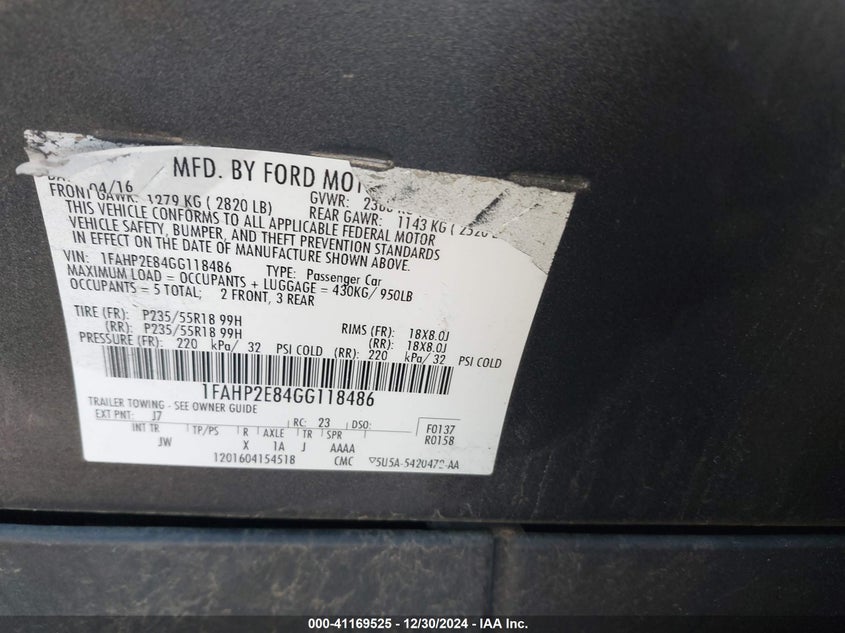 MFD. BY FORD
04/16 GVWR:
FRONT GAWR: 1279 KG ( 2820 LB) REAR GAWR: 1143 KG (
THIS VEHICLE CONFORMS TO ALL APPLICABLE FEDERAL MOTOR
VEHICLE SAFETY, BUMPER, AND THEFT PREVENTION STANDARDS
IN EFFECT ON THE DATE OF MANUFACTURE SHOWN ABOVE.
VIN: 1FAHP2E84GG118486 TYPE: Passenger Car
MAXIMUM LOAD = OCCUPANTS + LUGGAGE = 430KG/ 950LB
OCCUPANTS = 5 TOTAL; 2 FRONT, 3 REAR
TIRE (FR): P235/55R18 99H RIMS (FR): 18X8.0J
(RR): P235/55R18 99H (RR): 18X8.0J
PRESSURE (FR): 220 kPa/ 32 PSI COLD (RR): 220 kPa/ 32 PSI COLD
1FAHP2E84GG118486
TRAILER TOWING - SEE OWNER GUIDE
EXT PNT: J7 RC: 23 DSO: F0137
INT TR TP/PS R AXLE TR SPR R0158
JW X 1A J AAAA
1201604154518 CMC
000-41169525 - 12/30/2024 - IAA Inc.